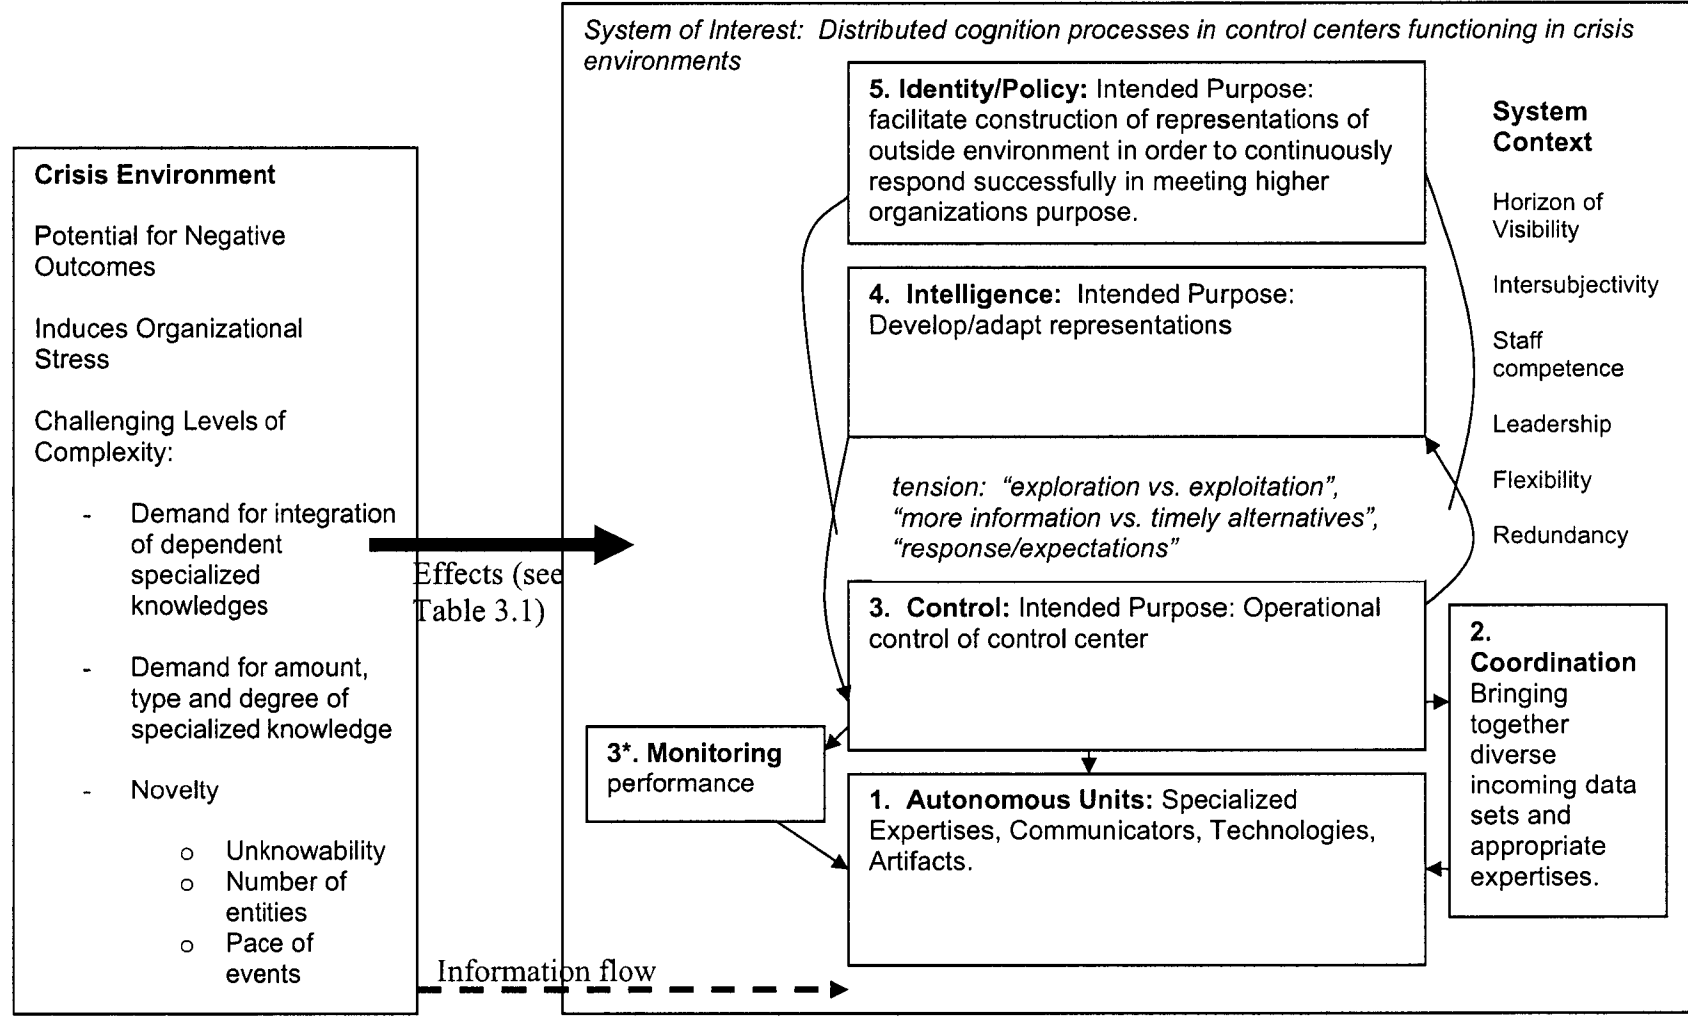 System of Interest: Distributed cognition processes in control centers functioning in crisis
environments
Crisis Environment
Potential for Negative
Outcomes
Induces Organizational
Stress
Challenging Levels of
Complexity:
- Demand for integration
of dependent
specialized
knowledges
- Demand for amount,
type and degree of
specialized knowledge
- Novelty
o Unknowability
o Number of
entities
o Pace of
events
Effects (see
Table 3.1)
Information flow
5. Identity/Policy: Intended Purpose:
facilitate construction of representations of
outside environment in order to continuously
respond successfully in meeting higher
organizations purpose.
4. Intelligence: Intended Purpose:
Develop/adapt representations
tension: “exploration vs. exploitation”,
“more information vs. timely alternatives”,
“response/expectations”
3. Control: Intended Purpose: Operational
control of control center
3*. Monitoring
performance
1. Autonomous Units: Specialized
Expertises, Communicators, Technologies,
Artifacts.
2.
Coordination
Bringing
together
diverse
incoming data
sets and
appropriate
expertises.
System
Context
Horizon of
Visibility
Intersubjectivity
Staff
competence
Leadership
Flexibility
Redundancy